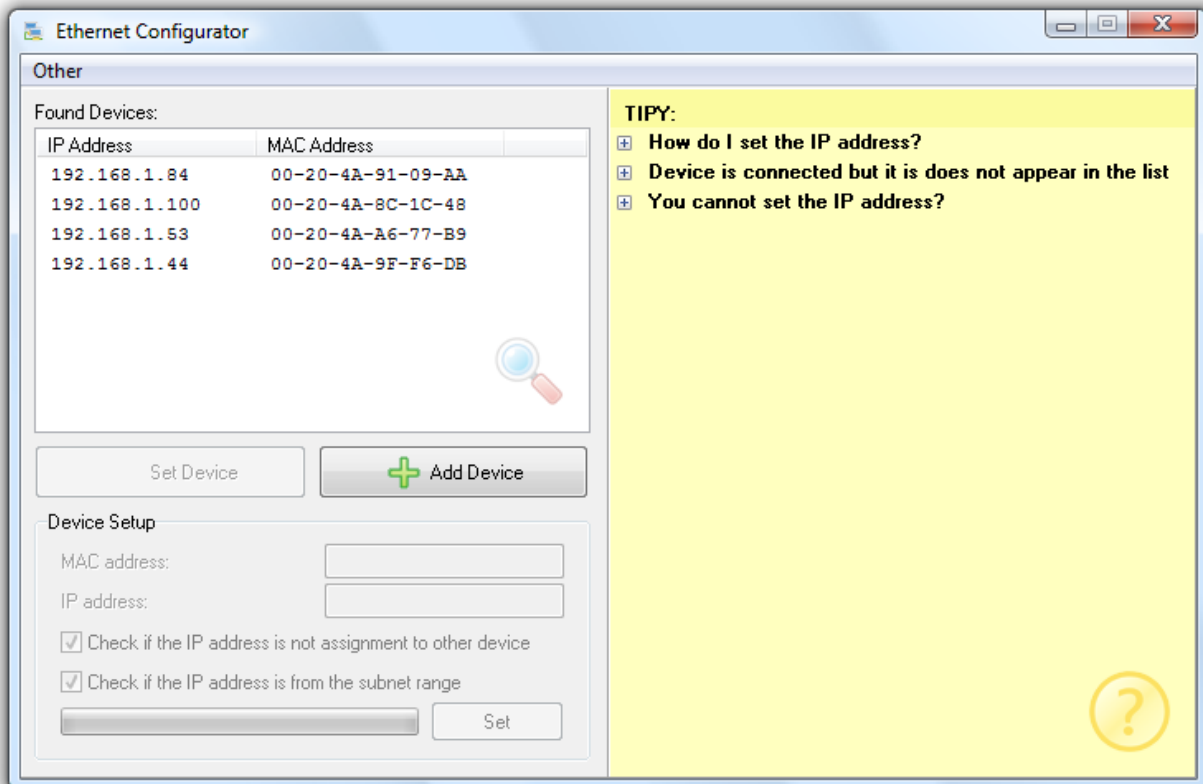 Ethernet Configurator
Other
Found Devices:
IP Address MAC Address
192.168.1.84 00-20-4A-91-09-AA
192.168.1.100 00-20-4A-8C-1C-48
192.168.1.53 00-20-4A-A6-77-B9
192.168.1.44 00-20-4A-9F-F6-DB
Set Device Add Device
Device Setup
MAC address:
IP address:
Check if the IP address is not assignment to other device
Check if the IP address is from the subnet range
Set
TIPY:
How do I set the IP address?
Device is connected but it is does not appear in the list
You cannot set the IP address?